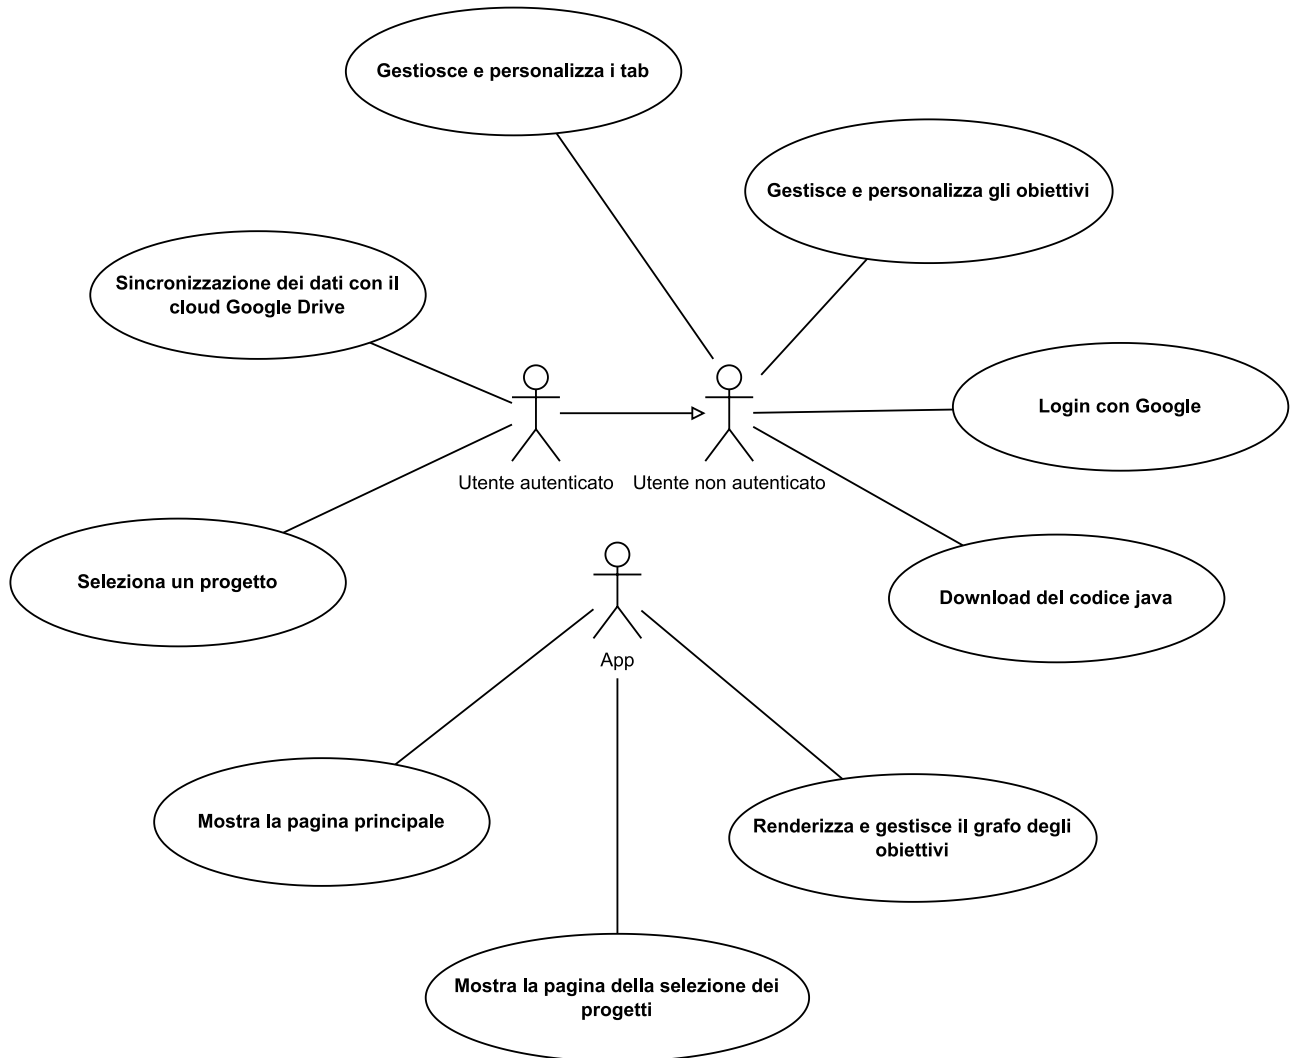 Gestiosce e personalizza i tab
Gestisce e personalizza gli obiettivi
Sincronizzazione dei dati con il
cloud Google Drive
Login con Google
Utente autenticato
Utente non autenticato
Seleziona un progetto
Download del codice java
App
Mostra la pagina principale
Renderizza e gestisce il grafo degli
obiettivi
Mostra la pagina della selezione dei
progetti